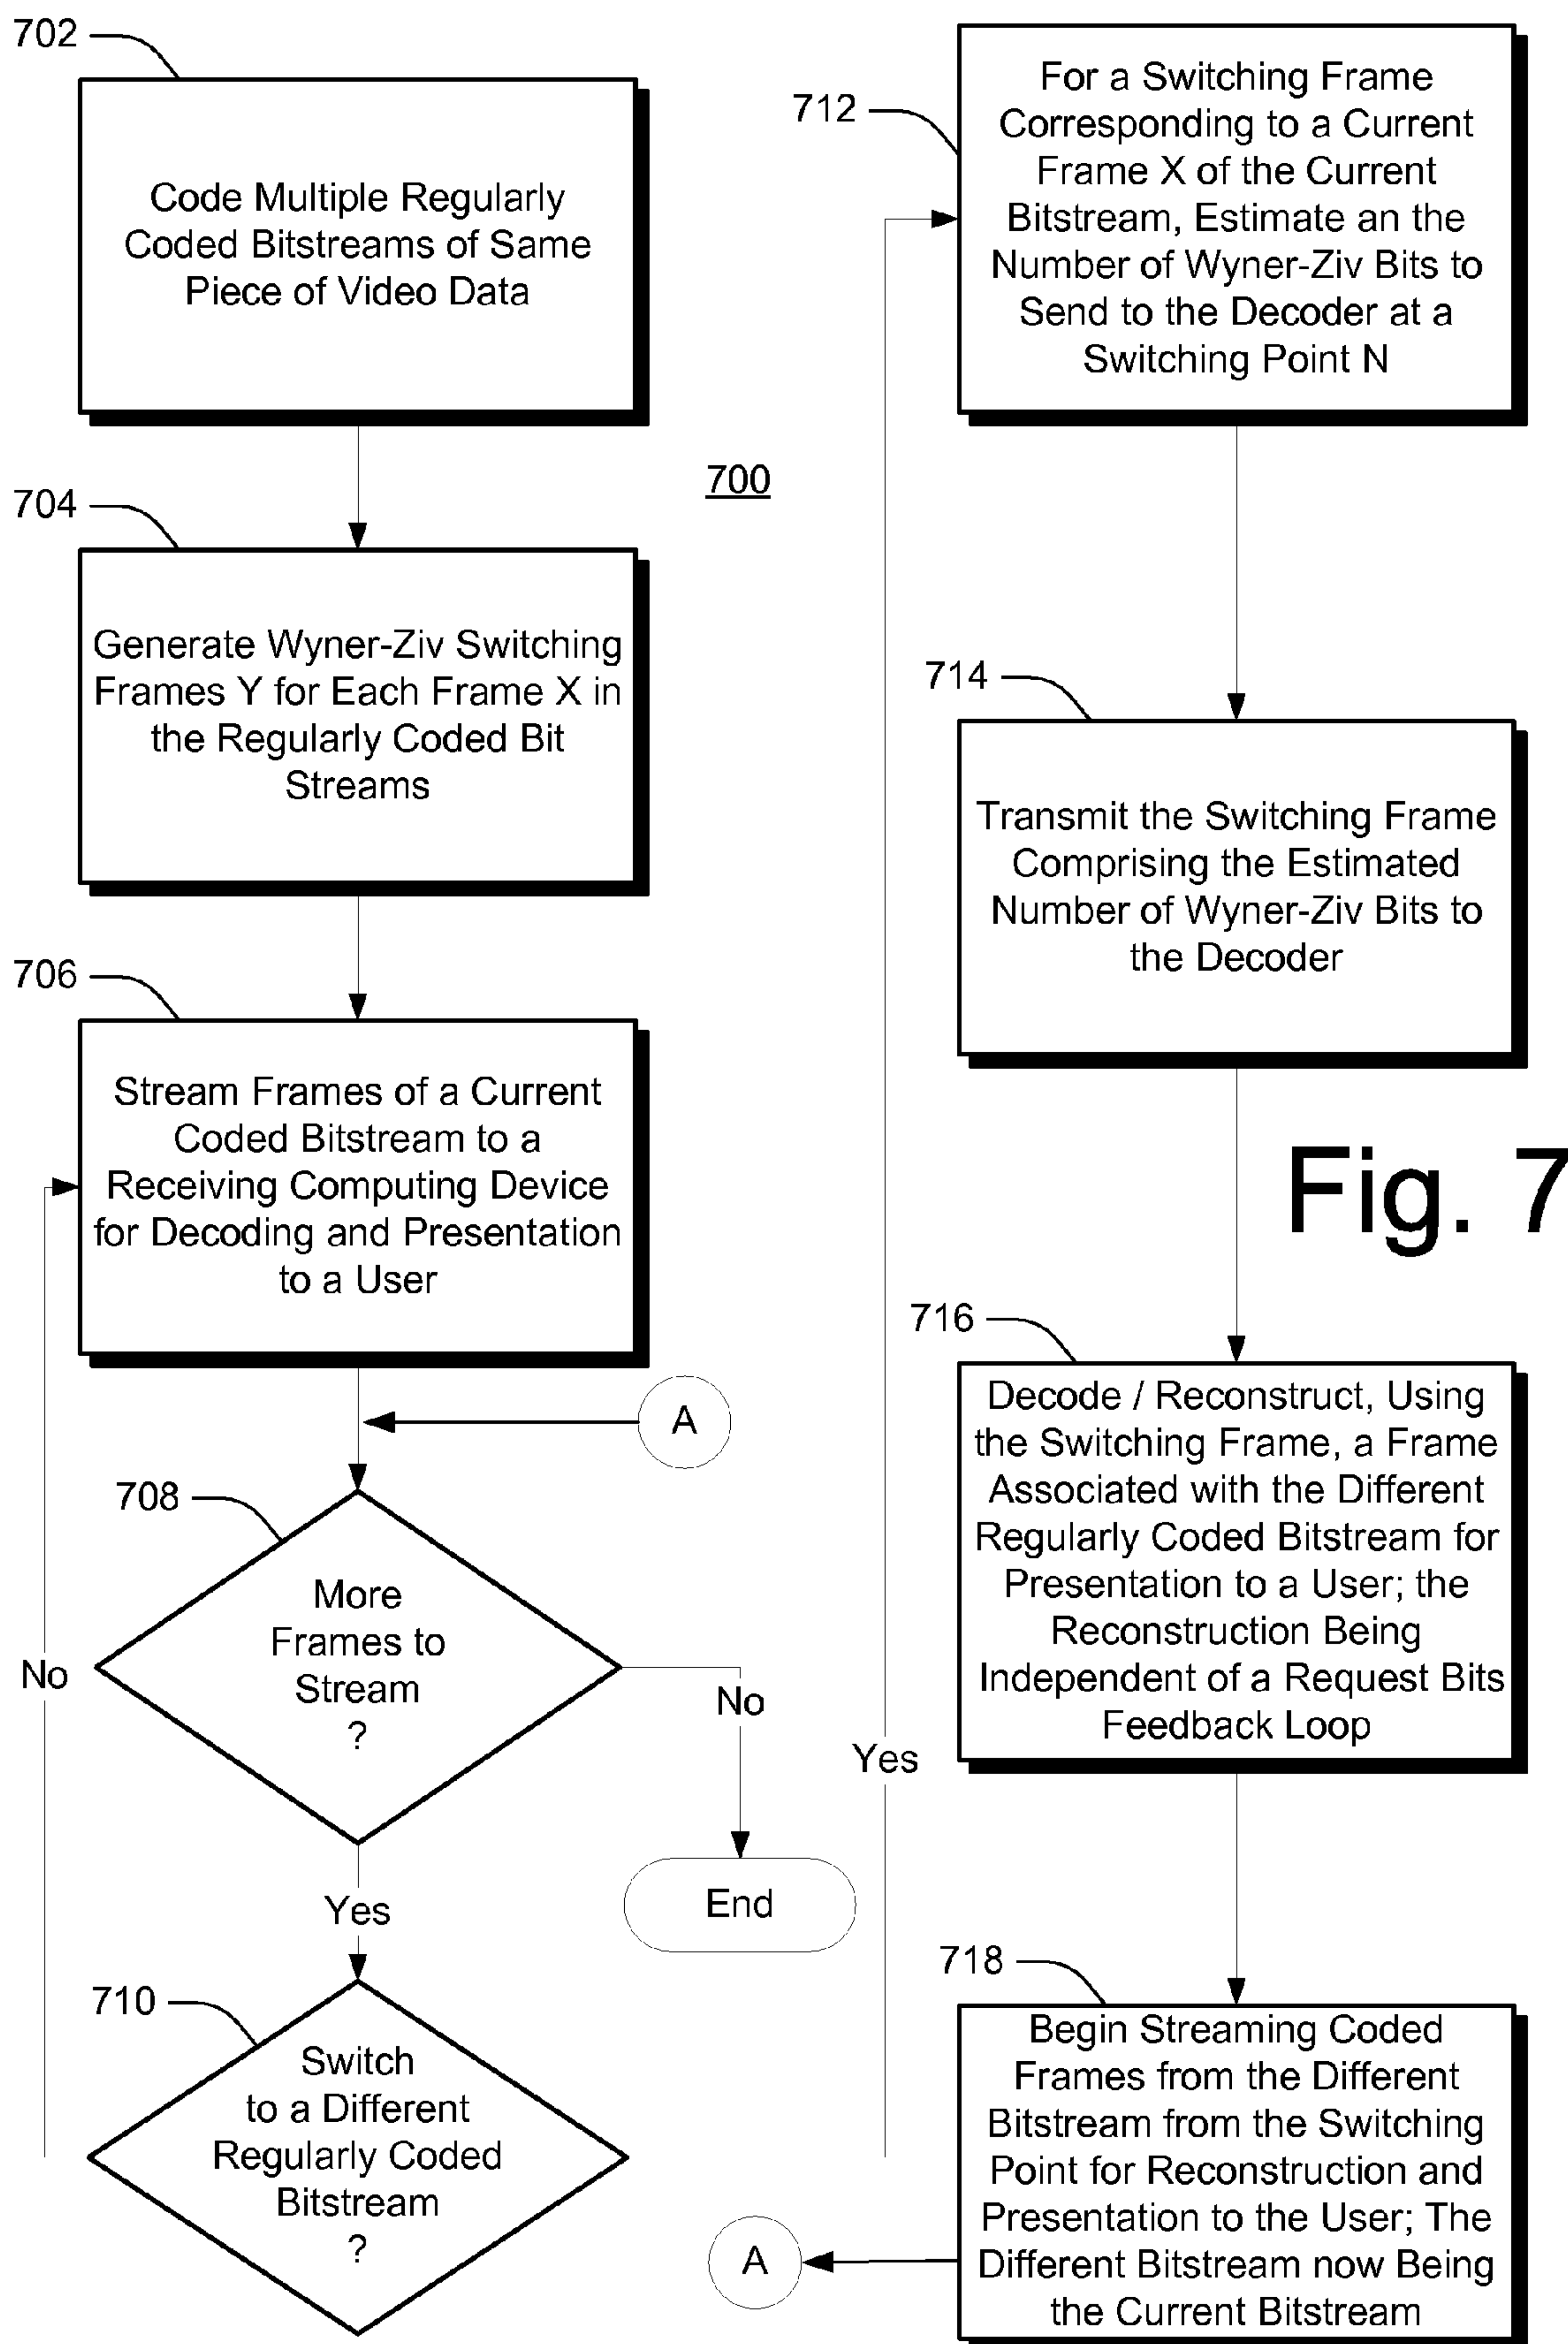 702
Code Multiple Regularly
Coded Bitstreams of Same
Piece of Video Data
704
Generate Wyner-Ziv Switching
Frames Y for Each Frame X in
the Regularly Coded Bit
Streams
706
Stream Frames of a Current
Coded Bitstream to a
Receiving Computing Device
for Decoding and Presentation
to a User
A
708
More
Frames to
Stream
?
No
No
End
Yes
710
Switch
to a Different
Regularly Coded
Bitstream
?
700
712
For a Switching Frame
Corresponding to a Current
Frame X of the Current
Bitstream, Estimate an the
Number of Wyner-Ziv Bits to
Send to the Decoder at a
Switching Point N
714
Transmit the Switching Frame
Comprising the Estimated
Number of Wyner-Ziv Bits to
the Decoder
Fig. 7
716
Decode / Reconstruct, Using
the Switching Frame, a Frame
Associated with the Different
Regularly Coded Bitstream for
Presentation to a User; the
Reconstruction Being
Independent of a Request Bits
Feedback Loop
Yes
718
Begin Streaming Coded
Frames from the Different
Bitstream from the Switching
Point for Reconstruction and
Presentation to the User; The
Different Bitstream now Being
the Current Bitstream
A